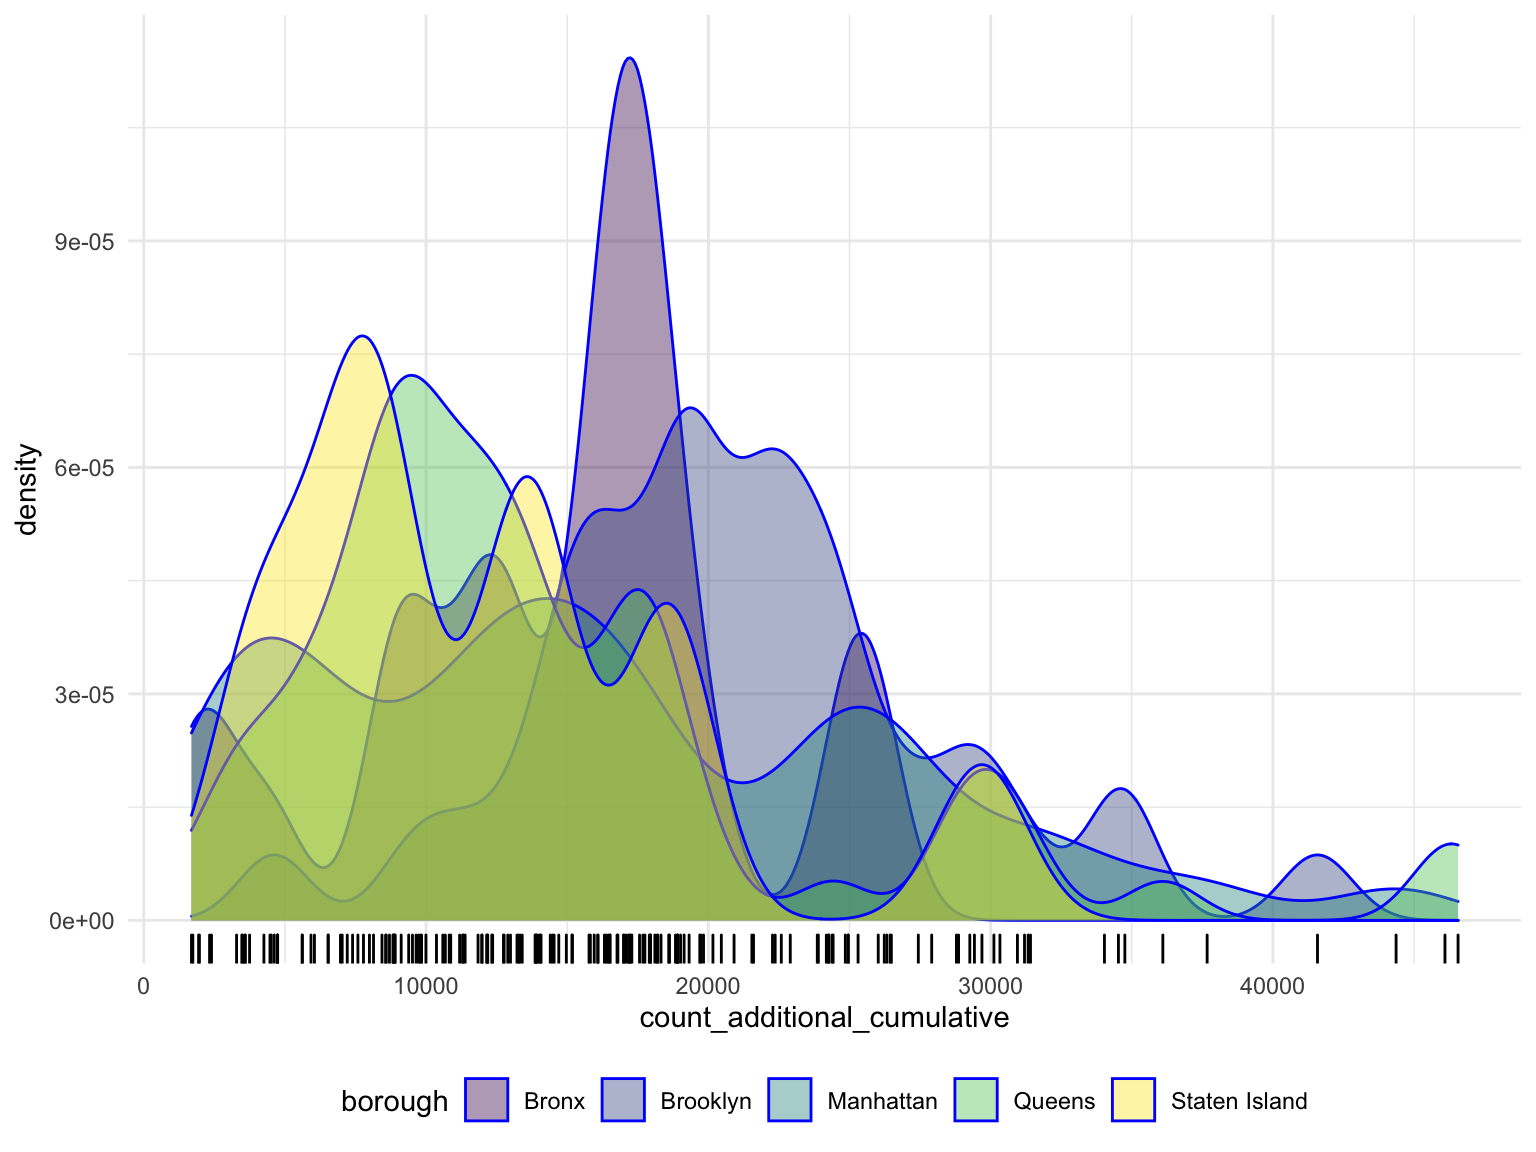 9e-05
6e-05
3e-05
0e+00
density
0 10000 20000 30000 40000
count_additional_cumulative
borough Bronx Brooklyn Manhattan Queens Staten Island